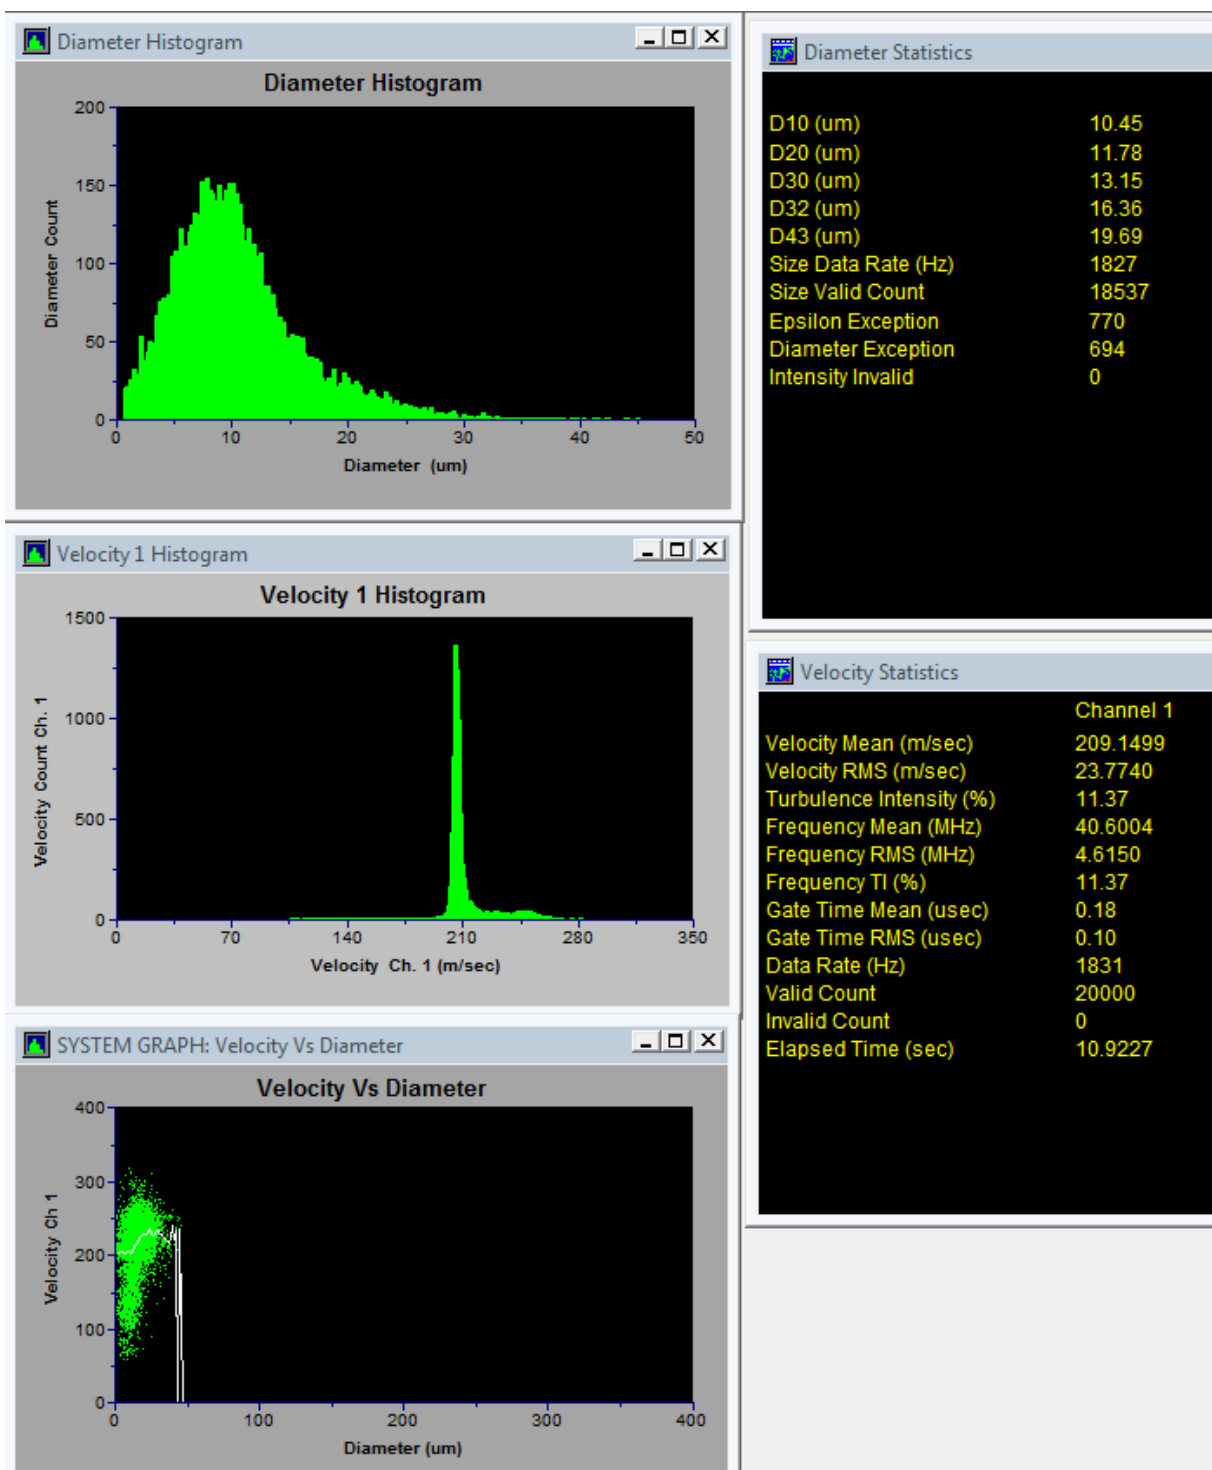 Diameter Histogram
Diameter Histogram
200
150
100
50
0
Diameter Count
0 10 20 30 40 50
Diameter (um)
Velocity 1 Histogram
Velocity 1 Histogram
1500
1000
500
0
Velocity Count Ch. 1
0 70 140 210 280 350
Velocity Ch. 1 (m/sec)
SYSTEM GRAPH: Velocity Vs Diameter
Velocity Vs Diameter
400
300
200
100
0
Velocity Ch 1
0 100 200 300 400
Diameter (um)
Diameter Statistics
D10 (um) 10.45
D20 (um) 11.78
D30 (um) 13.15
D32 (um) 16.36
D43 (um) 19.69
Size Data Rate (Hz) 1827
Size Valid Count 18537
Epsilon Exception 770
Diameter Exception 694
Intensity Invalid 0
Velocity Statistics
Channel 1
Velocity Mean (m/sec) 209.1499
Velocity RMS (m/sec) 23.7740
Turbulence Intensity (%) 11.37
Frequency Mean (MHz) 40.6004
Frequency RMS (MHz) 4.6150
Frequency TI (%) 11.37
Gate Time Mean (usec) 0.18
Gate Time RMS (usec) 0.10
Data Rate (Hz) 1831
Valid Count 20000
Invalid Count 0
Elapsed Time (sec) 10.9227